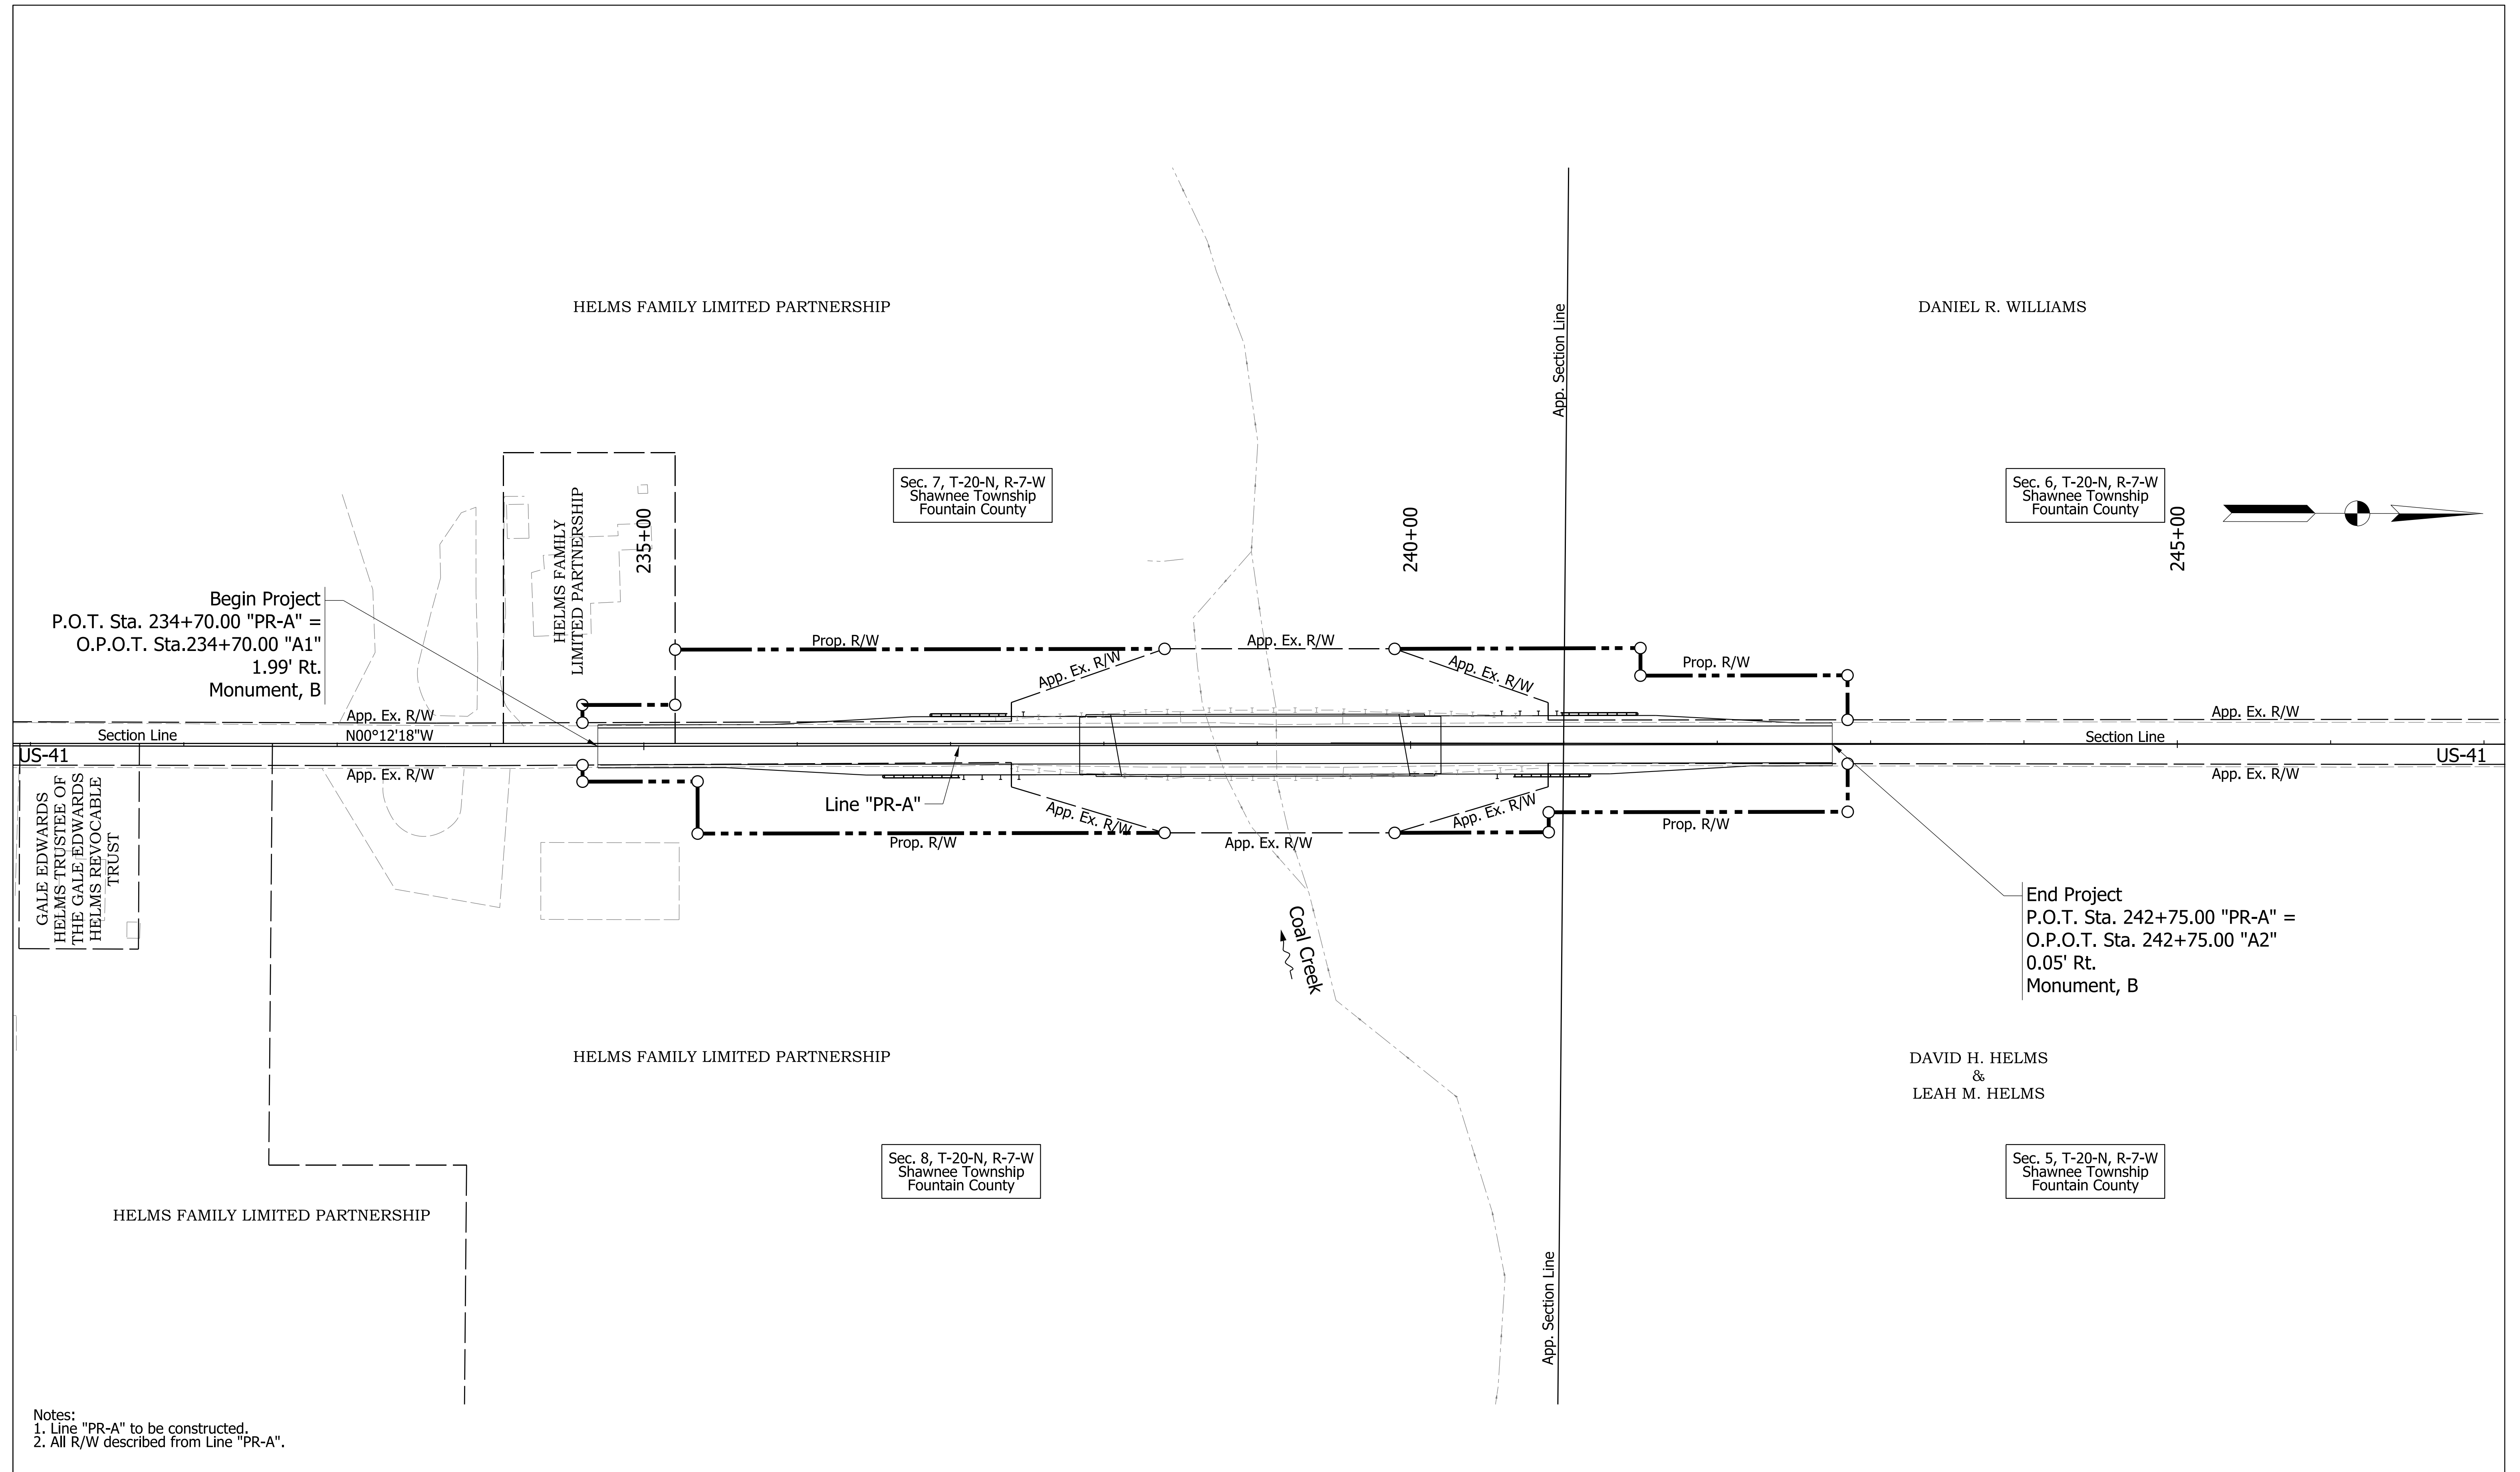 HELMS FAMILY LIMITED PARTNERSHIP
DANIEL R. WILLIAMS
App. Section Line
Sec. 7, T-20-N, R-7-W
Shawnee Township
Fountain County
Sec. 6, T-20-N, R-7-W
Shawnee Township
Fountain County
HELMS FAMILY
LIMITED PARTNERSHIP
235+00
240+00
245+00
Begin Project
P.O.T. Sta. 234+70.00 "PR-A" =
O.P.O.T. Sta.234+70.00 "A1"
1.99' Rt.
Monument, B
Prop. R/W
App. Ex. R/W
App. Ex. R/W
App. Ex. R/W
Prop. R/W
App. Ex. R/W
App. Ex. R/W
Section Line
N00°12'18"W
Section Line
US-41
US-41
App. Ex. R/W
App. Ex. R/W
GALE EDWARDS
HELMS TRUSTEE OF
THE GALE EDWARDS
HELMS REVOCABLE
TRUST
Line "PR-A"
App. Ex. R/W
App. Ex. R/W
Prop. R/W
Prop. R/W
App. Ex. R/W
Coal Creek
End Project
P.O.T. Sta. 242+75.00 "PR-A" =
O.P.O.T. Sta. 242+75.00 "A2"
0.05' Rt.
Monument, B
HELMS FAMILY LIMITED PARTNERSHIP
DAVID H. HELMS
&
LEAH M. HELMS
Sec. 8, T-20-N, R-7-W
Shawnee Township
Fountain County
Sec. 5, T-20-N, R-7-W
Shawnee Township
Fountain County
HELMS FAMILY LIMITED PARTNERSHIP
App. Section Line
Notes:
1. Line "PR-A" to be constructed.
2. All R/W described from Line "PR-A".